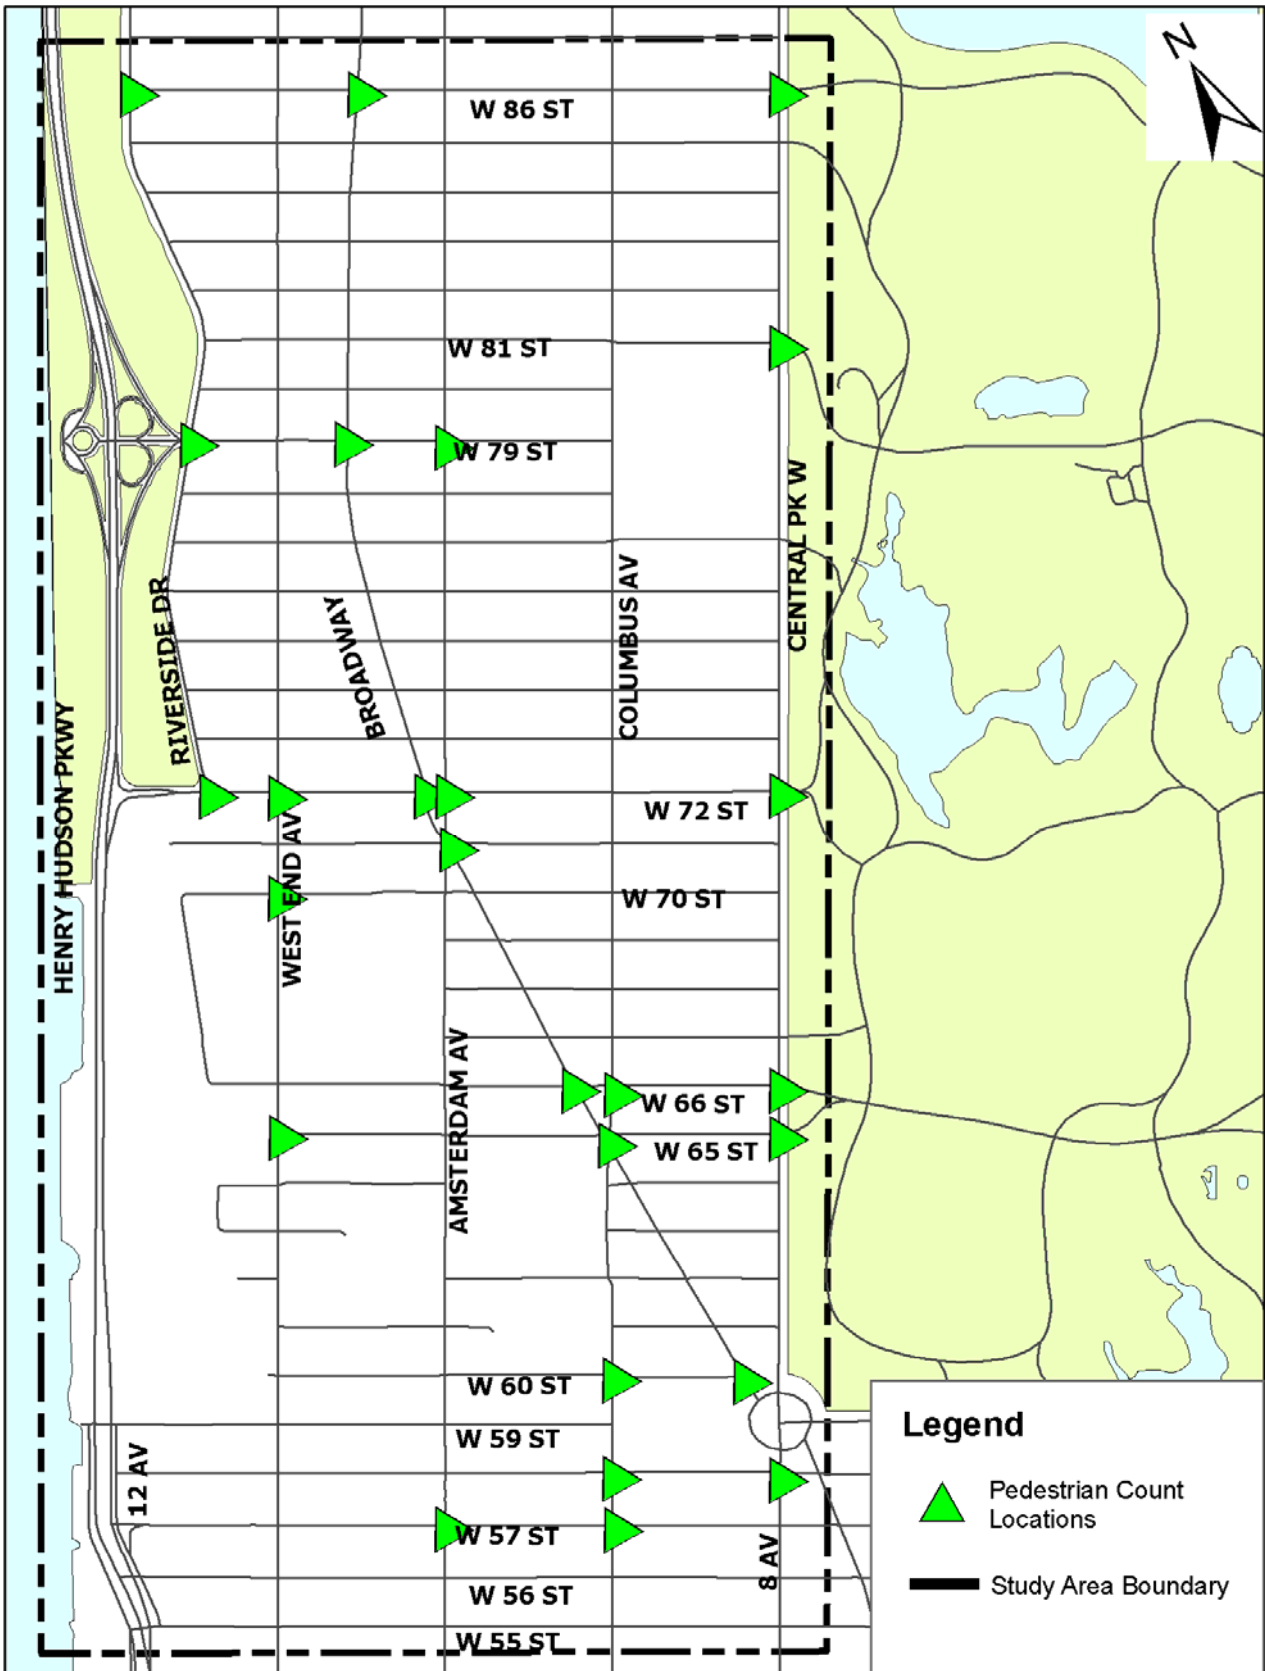 N
W 86 ST
W 81 ST
W 79 ST
CENTRAL PK W
COLUMBUS AV
RIVERSIDE DR
BROADWAY
HENRY HUDSON PKWY
W 72 ST
WEST END AV
W 70 ST
AMSTERDAM AV
W 66 ST
W 65 ST
W 60 ST
W 59 ST
12 AV
W 57 ST
8 AV
W 56 ST
W 55 ST
Legend
Pedestrian Count
Locations
Study Area Boundary